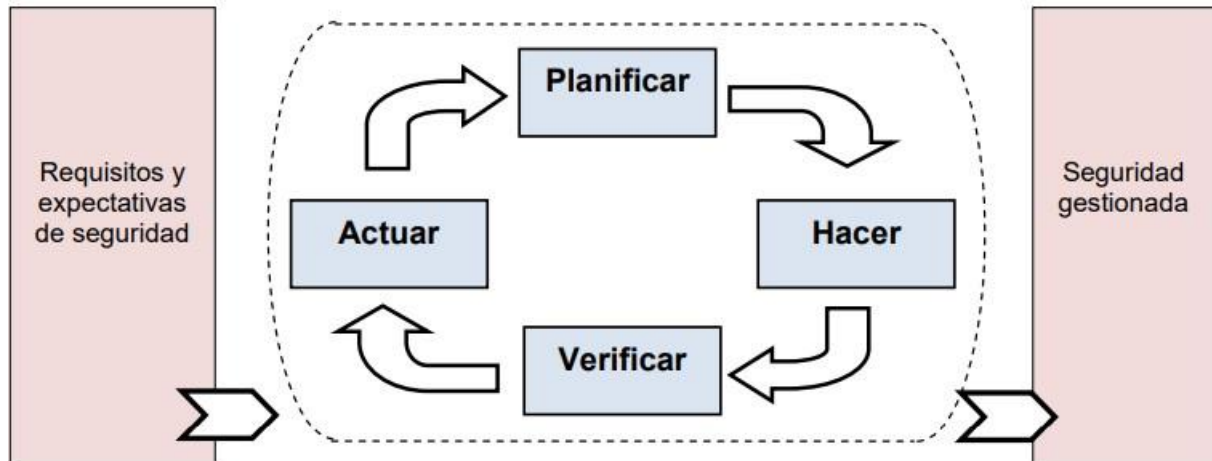 Requisitos y
expectativas
de seguridad
Planificar
Actuar
Hacer
Verificar
Seguridad
gestionada